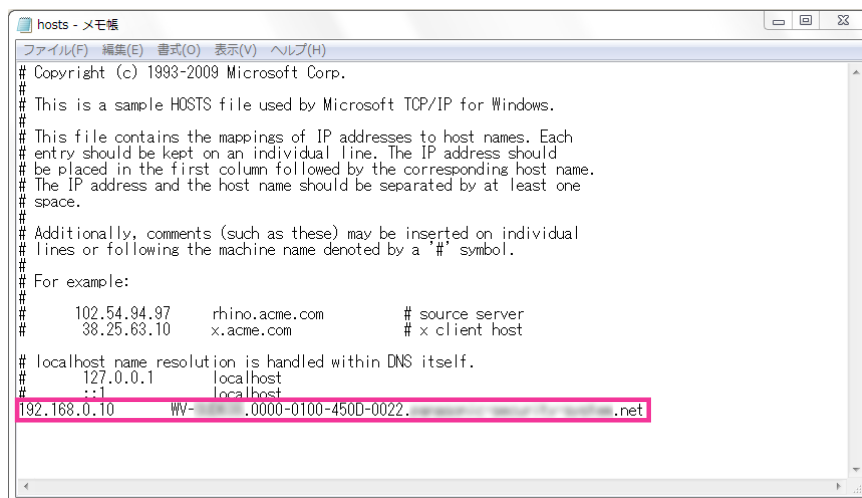 hosts - メモ帳
ファイル(F) 編集(E) 書式(O) 表示(V) ヘルプ(H)
# Copyright (c) 1993-2009 Microsoft Corp.
#
# This is a sample HOSTS file used by Microsoft TCP/IP for Windows.
#
# This file contains the mappings of IP addresses to host names. Each
# entry should be kept on an individual line. The IP address should
# be placed in the first column followed by the corresponding host name.
# The IP address and the host name should be separated by at least one
# space.
#
# Additionally, comments (such as these) may be inserted on individual
# lines or following the machine name denoted by a '#' symbol.
#
# For example:
#
# 102.54.94.97 rhino.acme.com # source server
# 38.25.63.10 x.acme.com # x client host
# localhost name resolution is handled within DNS itself.
# 127.0.0.1 localhost
# ::1 localhost
192.168.0.10 WV- .0000-0100-450D-0022. .net